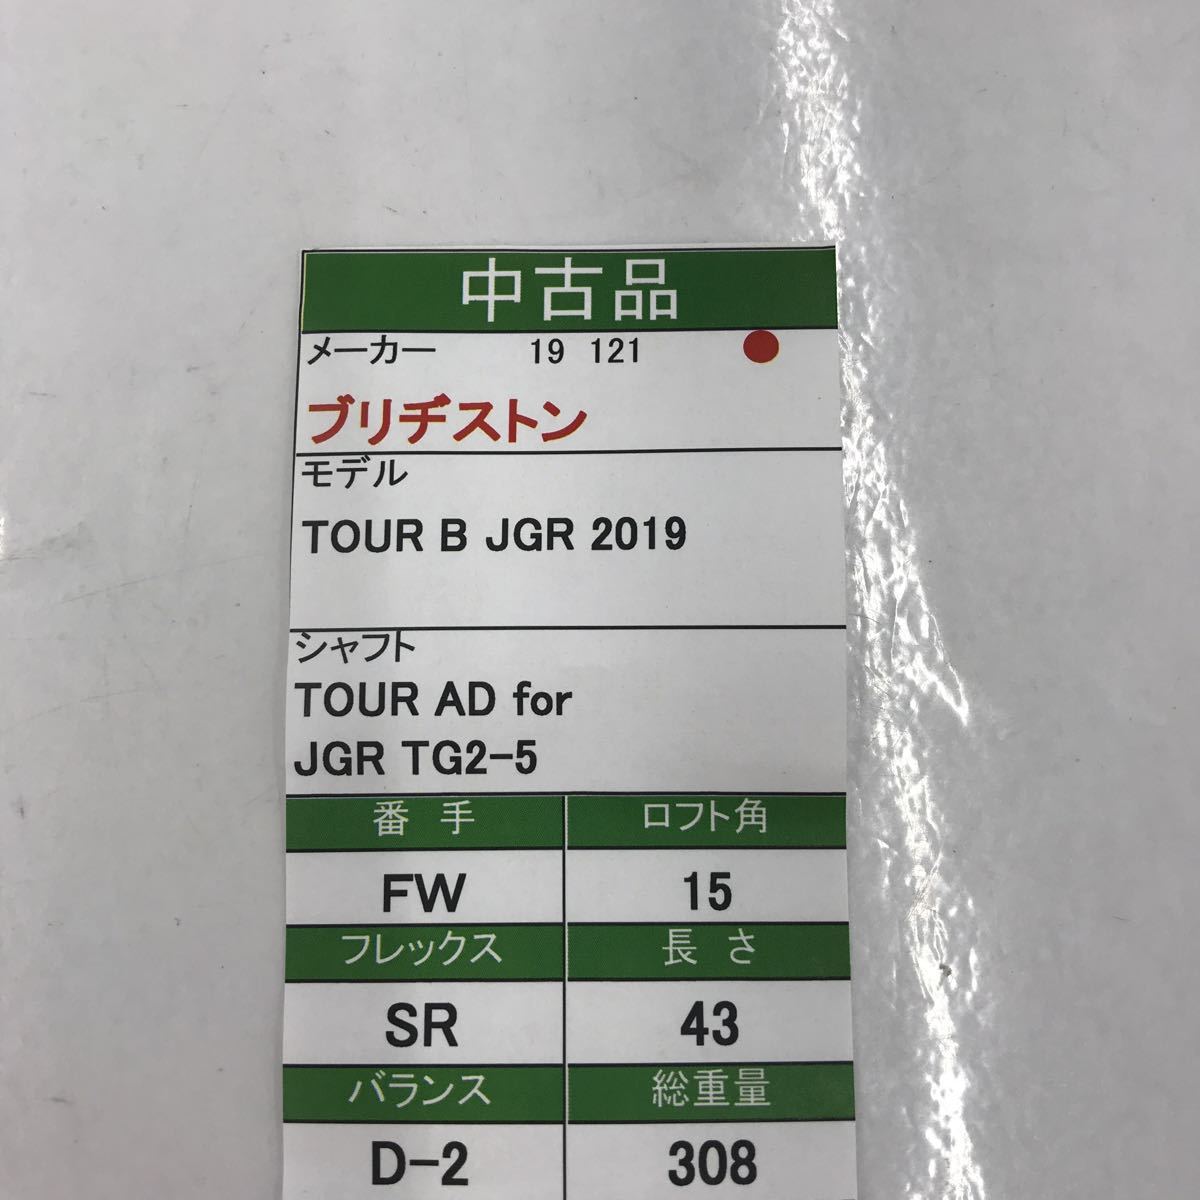 中古品
メーカー 19 121
ブリヂストン
モデル
TOUR B JGR 2019
シャフト
TOUR AD for
JGR TG2-5
番手 ロフト角
FW 15
フレックス 長さ
SR 43
バランス 総重量
D-2 308